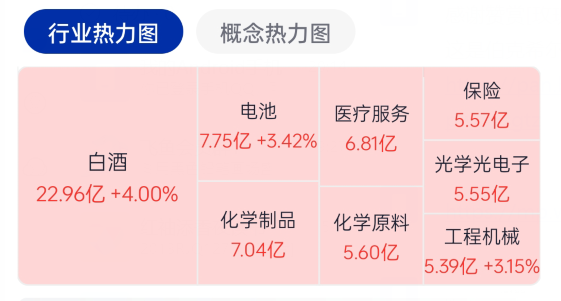 行业热力图
概念热力图
白酒
22.96亿 +4.00%
电池
7.75亿 +3.42%
化学制品
7.04亿
医疗服务
6.81亿
化学原料
5.60亿
保险
5.57亿
光学光电子
5.55亿
工程机械
5.39亿 +3.15%